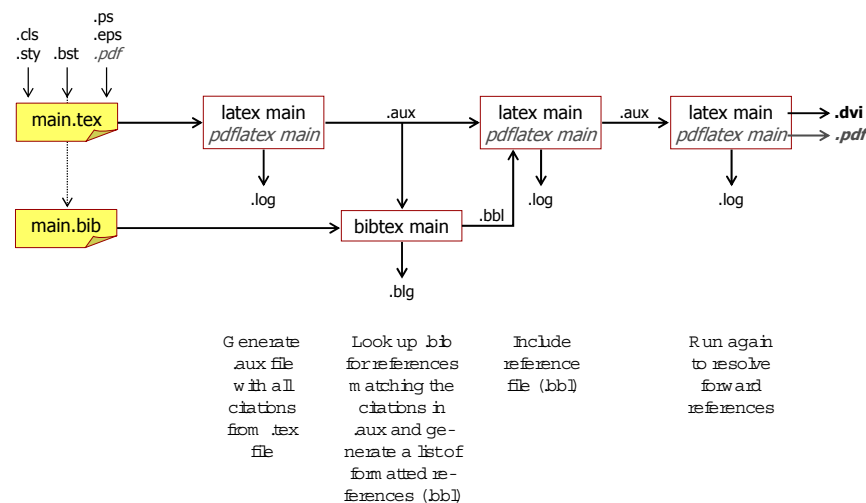 .ps
.cls .eps
.sty .bst .pdf
main.tex
latex main
pdflatex main
.aux
latex main
pdflatex main
.aux
latex main
pdflatex main
.dvi
.pdf
.log
.log
.log
main.bib
bibtex main
.bbl
.blg
Generate
.aux file
with all
citations
from .tex
file
Look up .bib
for references
matching the
citations in
.aux and ge-
nerate a list of
formatted re-
ferences (.bbl)
Include
reference
file (.bbl)
Run again
to resolve
forward
references